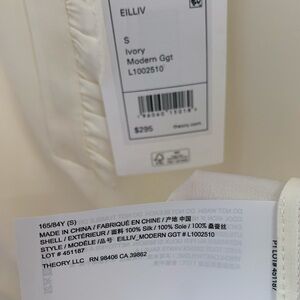 EILLIV
S
Ivory
Modern Ggt
L1002510
$295
theory.com
165/84Y (S)
MADE IN CHINA / FABRIQUÉ EN CHINE / 产地 中国
SHELL / EXTÉRIEUR / 面料 100% Silk / 100% Soie / 100% 桑蚕丝
STYLE / MODÈLE /品号 EILLIV_MODERN GGT # L1002510
LOT # 451187
THEORY LLC RN 98406 CA 39862